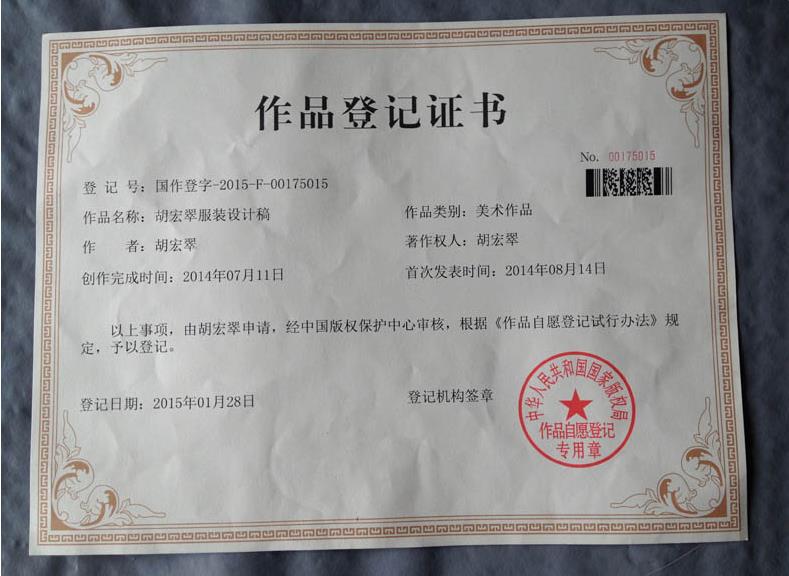 作品登记证书
No. 00175015
登 记 号：国作登字-2015-F-00175015
作品名称：胡宏翠服装设计稿
作品类别：美术作品
作 者：胡宏翠
著作权人：胡宏翠
创作完成时间：2014年07月11日
首次发表时间：2014年08月14日
以上事项，由胡宏翠申请，经中国版权保护中心审核，根据《作品自愿登记试行办法》规
定，予以登记。
登记日期：2015年01月28日
登记机构签章
中华人民共和国国家版权局
作品自愿登记
专用章